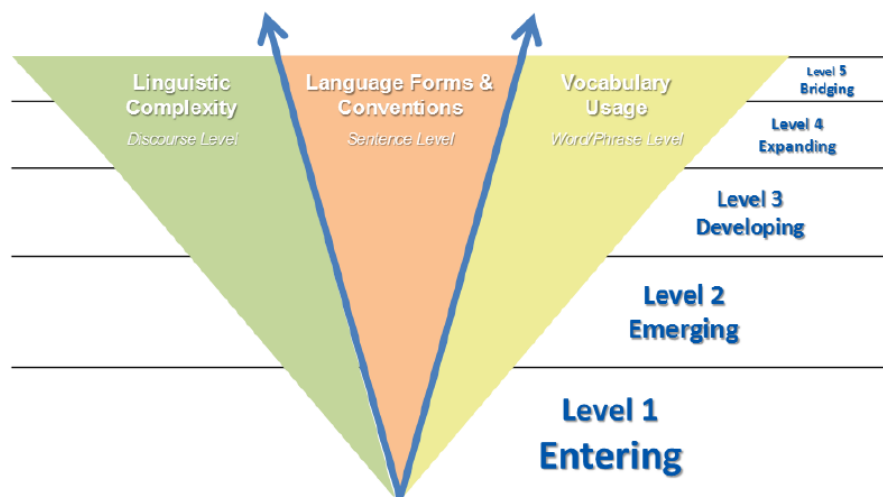 Linguistic
Complexity
Discourse Level
Language Forms &
Conventions
Sentence Level
Vocabulary
Usage
Word/Phrase Level
Level 5
Bridging
Level 4
Expanding
Level 3
Developing
Level 2
Emerging
Level 1
Entering